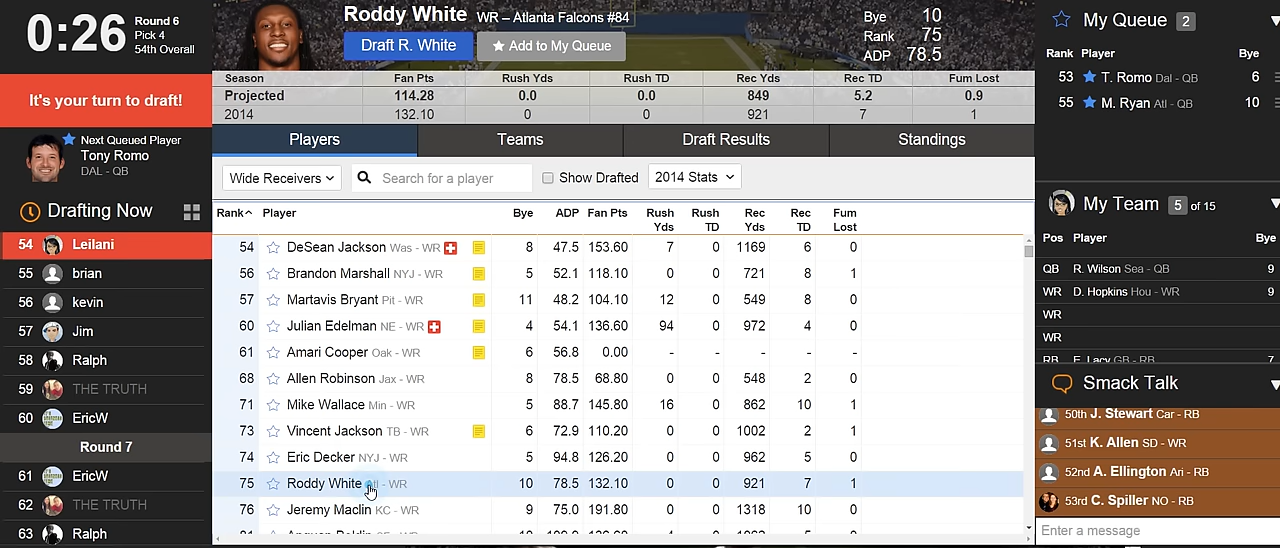 0:26
Round 6
Pick 4
54th Overall
It's your turn to draft!
Next Queued Player
Tony Romo
DAL - QB
Drafting Now
54 Leilani
55 brian
56 kevin
57 Jim
58 Ralph
59 THE TRUTH
60 EricW
Round 7
61 EricW
62 THE TRUTH
63 Ralph
Roddy White WR – Atlanta Falcons #84
Draft R. White
Add to My Queue
Bye 10
Rank 75
ADP 78.5
Season Fan Pts Rush Yds Rush TD Rec Yds Rec TD Fum Lost
Projected 114.28 0.0 0.0 849 5.2 0.9
2014 132.10 0 0 921 7 1
Players Teams Draft Results Standings
Wide Receivers Search for a player Show Drafted 2014 Stats
Rank Player Bye ADP Fan Pts Rush Yds Rush TD Rec Yds Rec TD Fum Lost
54 DeSean Jackson Was - WR 8 47.5 153.60 7 0 1169 6 0
56 Brandon Marshall NYJ - WR 5 52.1 118.10 0 0 721 8 1
57 Martavis Bryant Pit - WR 11 48.2 104.10 12 0 549 8 0
60 Julian Edelman NE - WR 4 54.1 136.60 94 0 972 4 0
61 Amari Cooper Oak - WR 6 56.8 0.00 - - - - -
68 Allen Robinson Jax - WR 8 78.5 68.80 0 0 548 2 0
71 Mike Wallace Min - WR 5 88.7 145.80 16 0 862 10 1
73 Vincent Jackson TB - WR 6 72.9 110.20 0 0 1002 2 1
74 Eric Decker NYJ - WR 5 94.8 126.20 0 0 962 5 0
75 Roddy White - WR 10 78.5 132.10 0 0 921 7 1
76 Jeremy Maclin KC - WR 9 75.0 191.80 0 0 1318 10 0
My Queue 2
Rank Player Bye
53 T. Romo Dal - QB 6
55 M. Ryan Atl - QB 10
My Team 5 of 15
Pos Player Bye
QB R. Wilson Sea - QB 9
WR D. Hopkins Hou - WR 9
WR
WR
RB E. Lacy GB - RB 7
Smack Talk
50th J. Stewart Car - RB
51st K. Allen SD - WR
52nd A. Ellington Ari - RB
53rd C. Spiller NO - RB
Enter a message